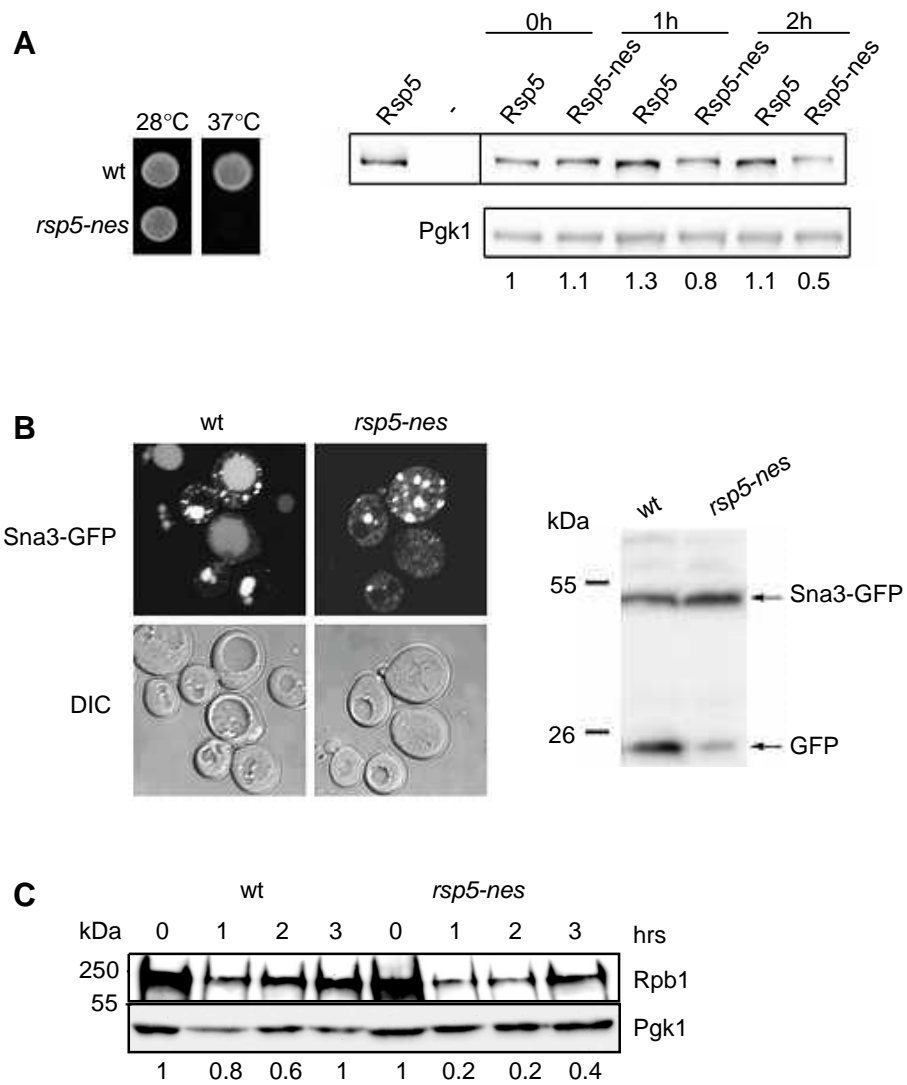 A
0h 1h 2h
Rsp5 - Rsp5 Rsp5-nes Rsp5 Rsp5-nes Rsp5 Rsp5-nes
28°C 37°C
wt
rsp5-nes
Pgk1
1 1.1 1.3 0.8 1.1 0.5
B
wt rsp5-nes
Sna3-GFP
DIC
wt rsp5-nes
kDa
55
Sna3-GFP
26
GFP
C
wt rsp5-nes
kDa 0 1 2 3 0 1 2 3 hrs
250 Rpb1
55
Pgk1
1 0.8 0.6 1 1 0.2 0.2 0.4